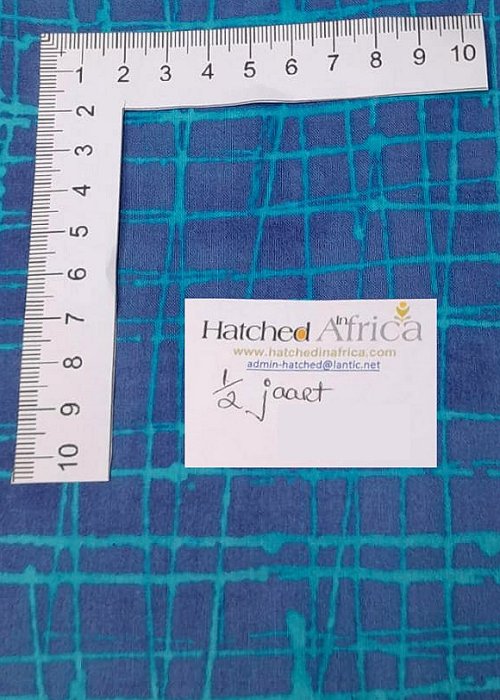 1 2 3 4 5 6 7 8 9 10
2
3
4
5
6
7
8
9
10
Hatched in Africa
www.hatchedinafrica.com
admin-hatched@lantic.net
1/2 jaart